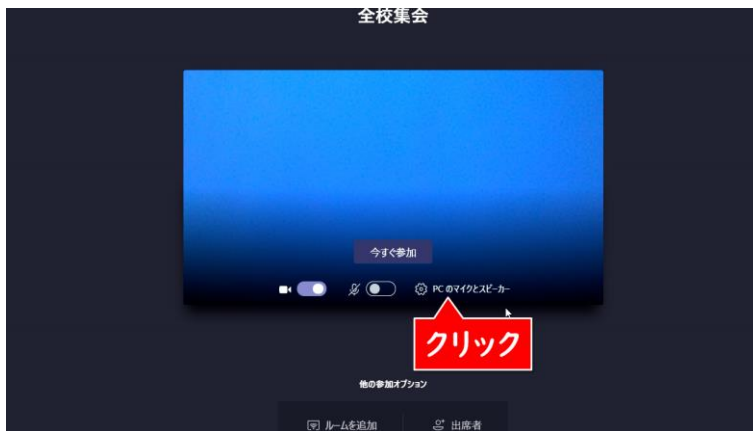 全校集会
今すぐ参加
PC のマイクとスピーカー
クリック
他の参加オプション
ルームを追加
出席者